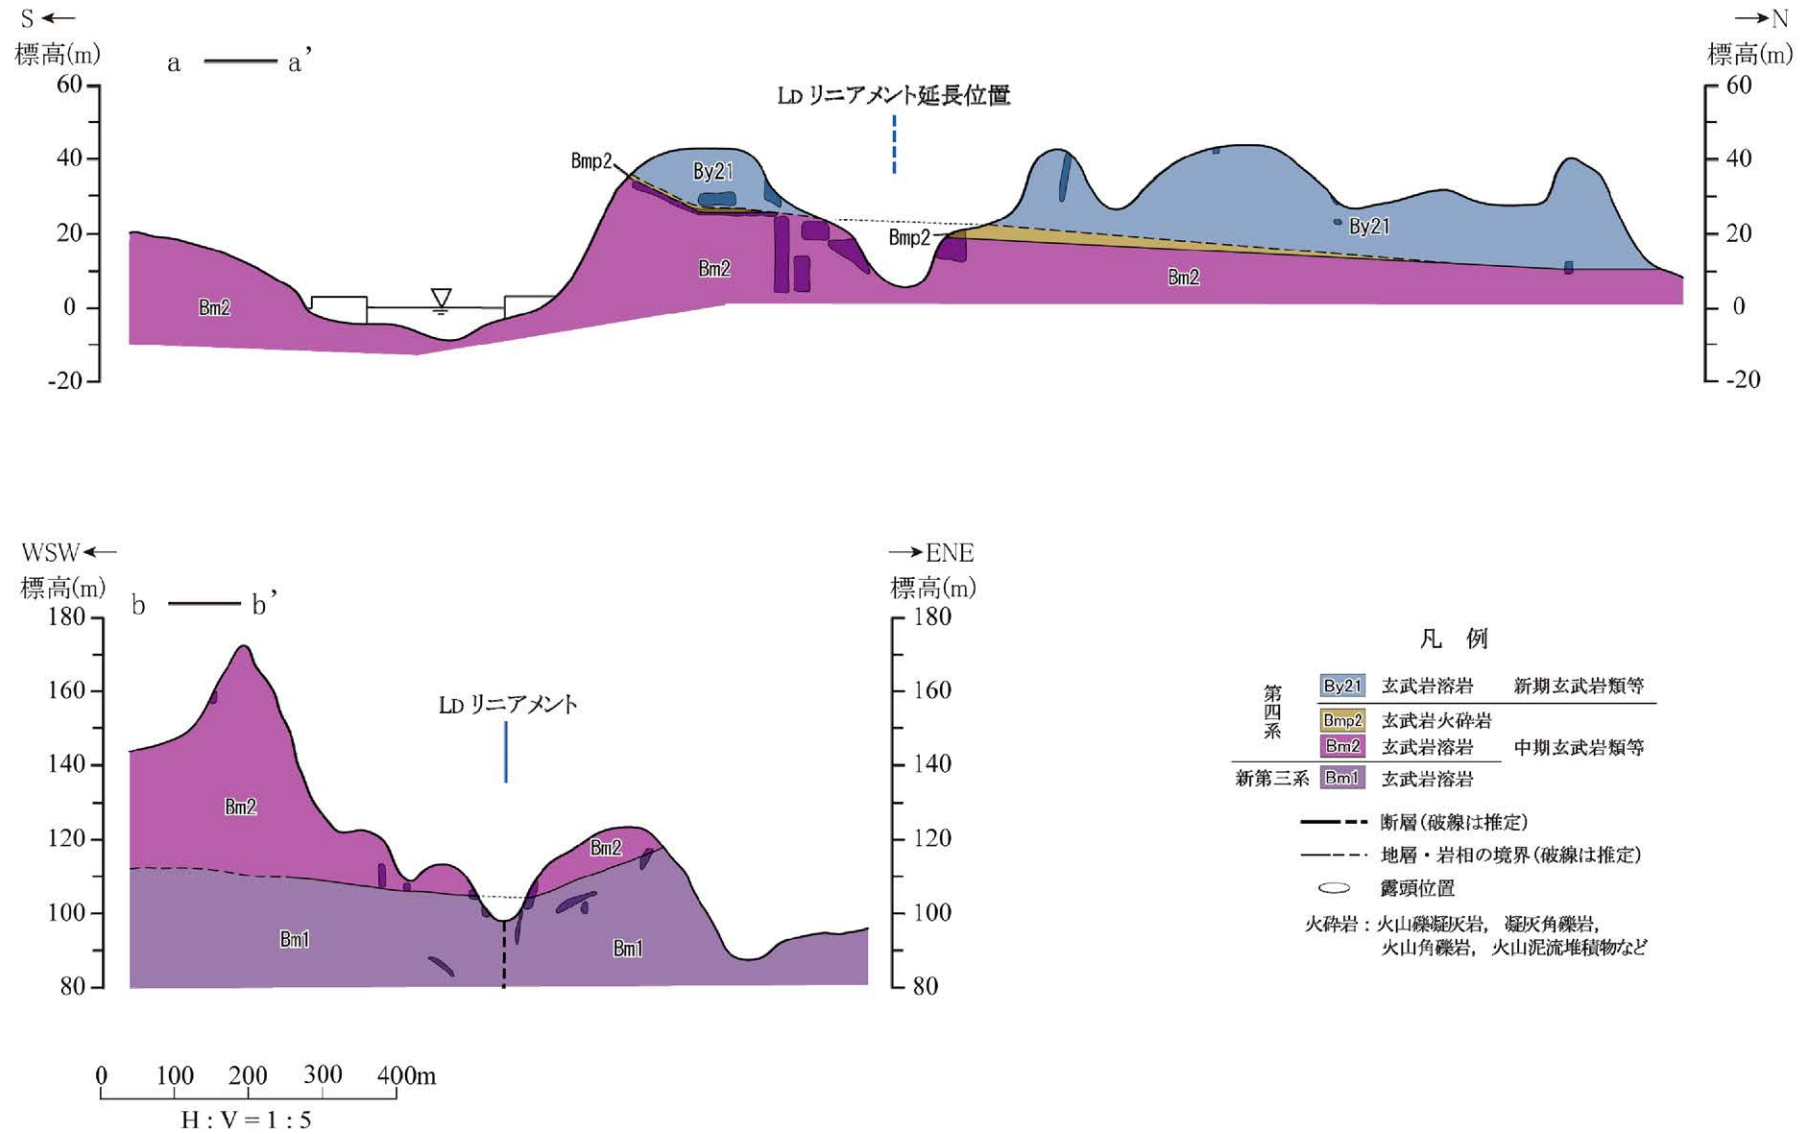 S ← → N
標高(m) 標高(m)
a — a’
LD リニアメント延長位置
60 60
40 40
20 20
0 0
-20 -20
Bmp2
By21
Bm2
Bm2
Bmp2
By21
Bm2
WSW ← → ENE
標高(m) 標高(m)
b — b’
180 180
160 160
140 140
120 120
100 100
80 80
LD リニアメント
Bm2
Bm2
Bm1
Bm1
0 100 200 300 400m
H : V = 1 : 5
凡 例
第四系
By21 玄武岩溶岩 新期玄武岩類等
Bmp2 玄武岩火砕岩
Bm2 玄武岩溶岩 中期玄武岩類等
新第三系 Bm1 玄武岩溶岩
断層(破線は推定)
地層・岩相の境界(破線は推定)
露頭位置
火砕岩：火山礫凝灰岩, 凝灰角礫岩,
火山角礫岩, 火山泥流堆積物など